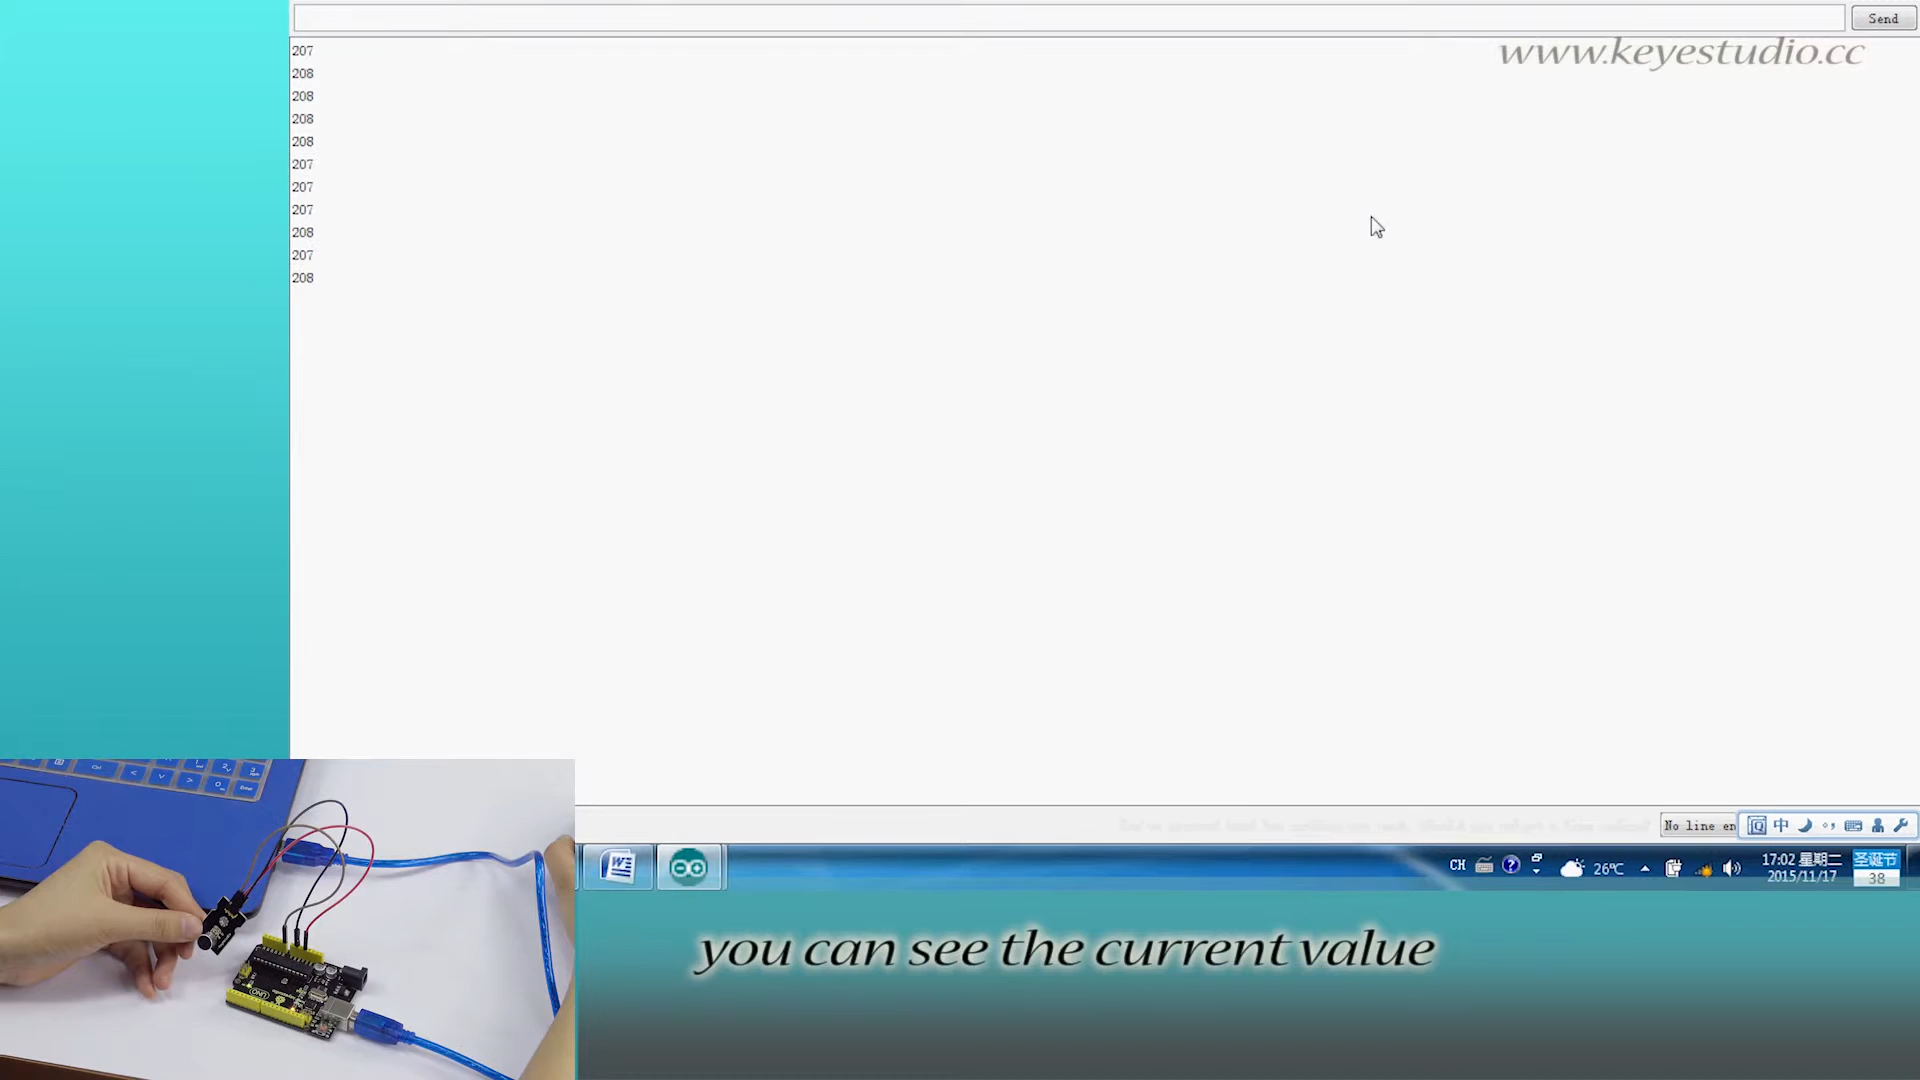 Send
www.keyestudio.cc
207
208
208
208
208
207
207
207
208
207
208
No line en
中
CH
26℃
17:02 星期二
2015/11/17
圣诞节
38
you can see the current value
UNO